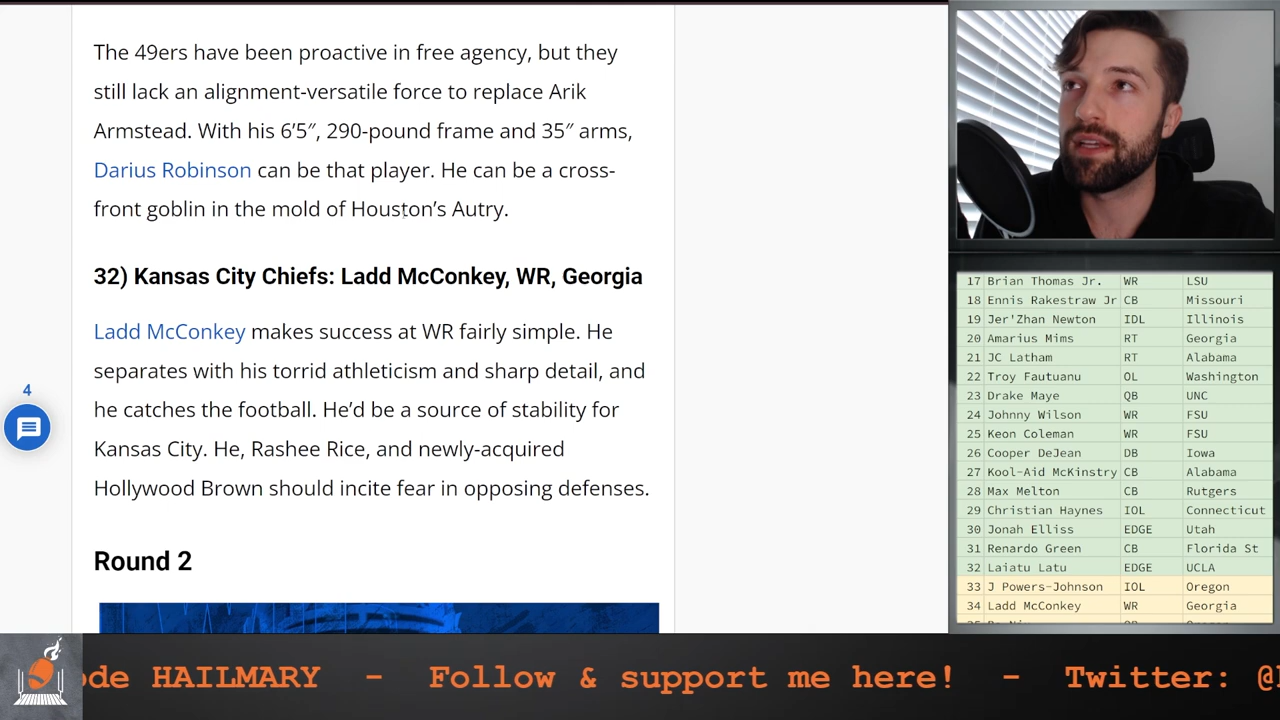 The 49ers have been proactive in free agency, but they
still lack an alignment-versatile force to replace Arik
Armstead. With his 6’5″, 290-pound frame and 35″ arms,
Darius Robinson can be that player. He can be a cross-
front goblin in the mold of Houston’s Autry.
32) Kansas City Chiefs: Ladd McConkey, WR, Georgia
Ladd McConkey makes success at WR fairly simple. He
separates with his torrid athleticism and sharp detail, and
he catches the football. He’d be a source of stability for
Kansas City. He, Rashee Rice, and newly-acquired
Hollywood Brown should incite fear in opposing defenses.
Round 2
4
17 Brian Thomas Jr. WR LSU
18 Ennis Rakestraw Jr CB Missouri
19 Jer'Zhan Newton IDL Illinois
20 Amarius Mims RT Georgia
21 JC Latham RT Alabama
22 Troy Fautuanu OL Washington
23 Drake Maye QB UNC
24 Johnny Wilson WR FSU
25 Keon Coleman WR FSU
26 Cooper DeJean DB Iowa
27 Kool-Aid McKinstry CB Alabama
28 Max Melton CB Rutgers
29 Christian Haynes IOL Connecticut
30 Jonah Elliss EDGE Utah
31 Renardo Green CB Florida St
32 Laiatu Latu EDGE UCLA
33 J Powers-Johnson IOL Oregon
34 Ladd McConkey WR Georgia
ode HAILMARY - Follow & support me here! - Twitter: @